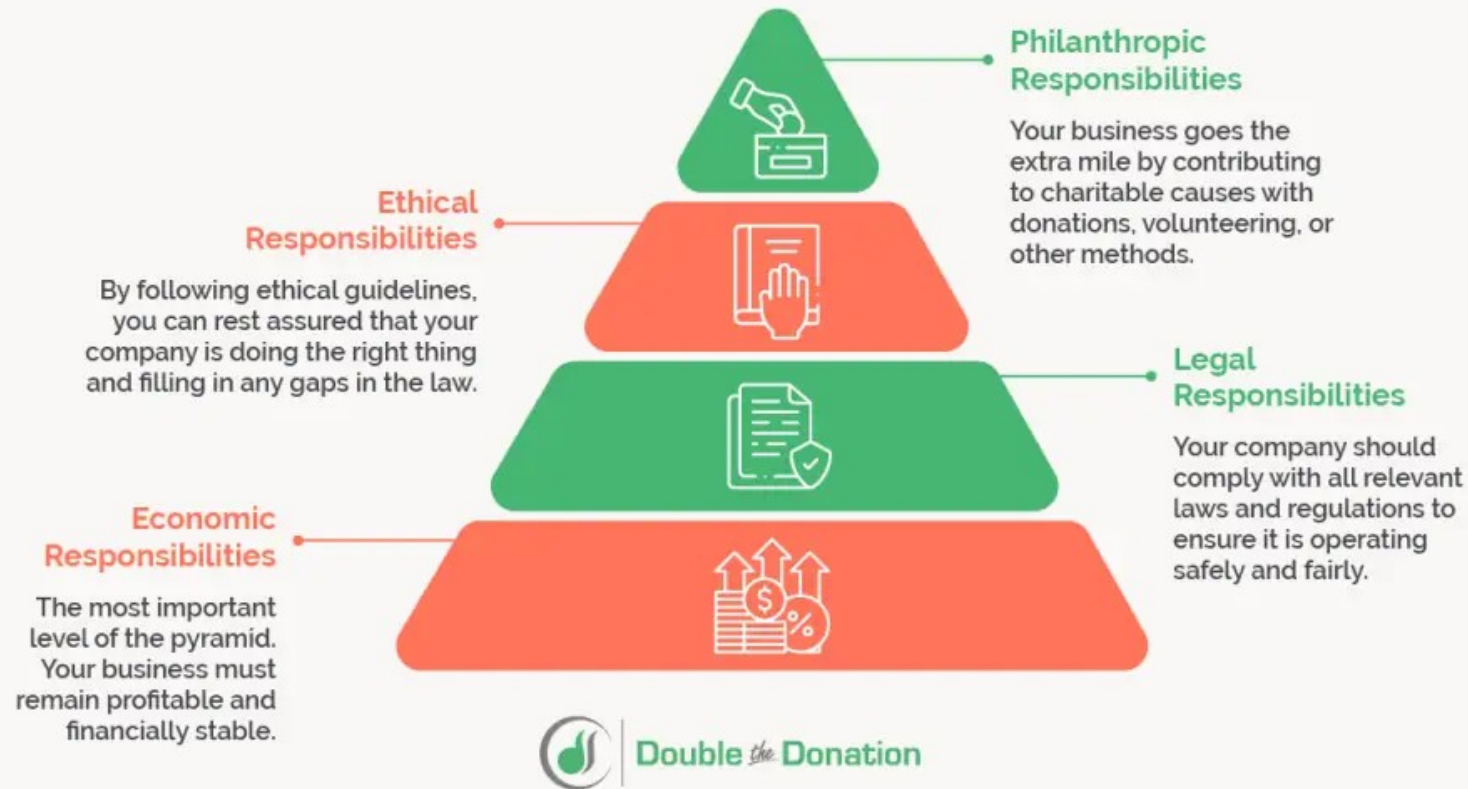 Philanthropic
Responsibilities
Your business goes the
extra mile by contributing
to charitable causes with
donations, volunteering, or
other methods.
Ethical
Responsibilities
By following ethical guidelines,
you can rest assured that your
company is doing the right thing
and filling in any gaps in the law.
Legal
Responsibilities
Your company should
comply with all relevant
laws and regulations to
ensure it is operating
safely and fairly.
Economic
Responsibilities
The most important
level of the pyramid.
Your business must
remain profitable and
financially stable.
$
%
Double the Donation